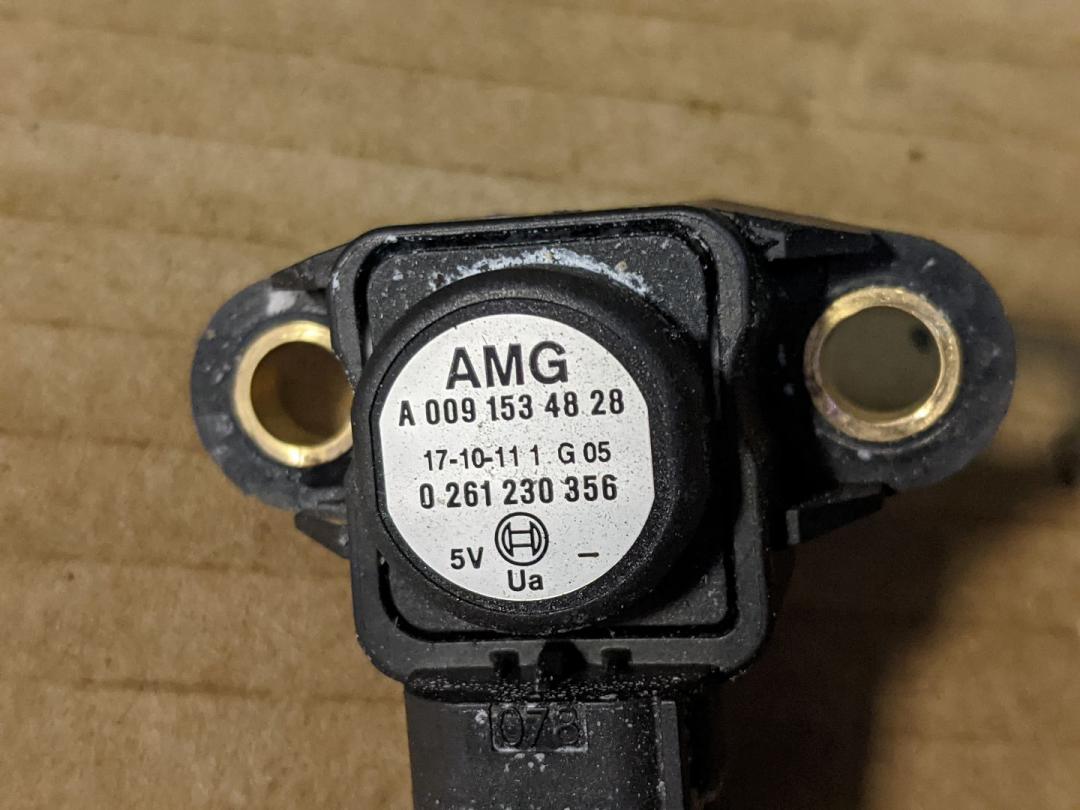 AMG
A 009 153 48 28
17-10-11 1 G 05
0 261 230 356
5V –
Ua
078